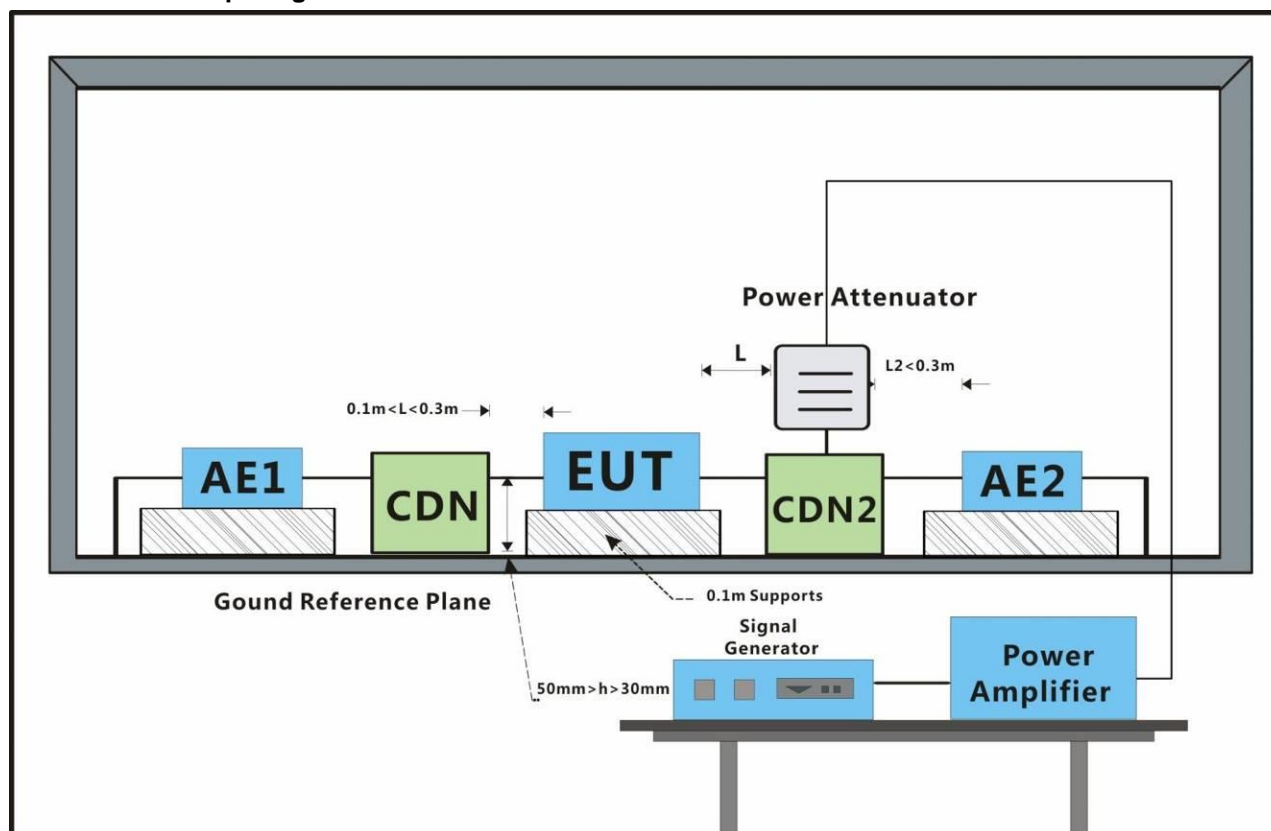 Power Attenuator
L
L2<0.3m
0.1m<L<0.3m
AE1
CDN
EUT
CDN2
AE2
Gound Reference Plane
0.1m Supports
Signal
Generator
50mm>h>30mm
Power
Amplifier